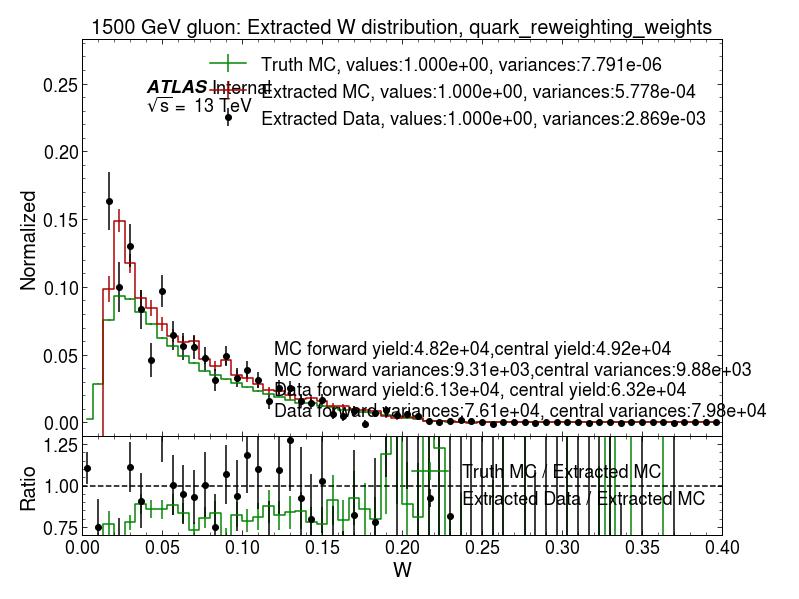 1500 GeV gluon: Extracted W distribution, quark_reweighting_weights
Truth MC, values:1.000e+00, variances:7.791e-06
ATLAS Internal
Extracted MC, values:1.000e+00, variances:5.778e-04
√s = 13 TeV
Extracted Data, values:1.000e+00, variances:2.869e-03
Normalized
0.25
0.20
0.15
0.10
0.05
0.00
MC forward yield:4.82e+04,central yield:4.92e+04
MC forward variances:9.31e+03,central variances:9.88e+03
Data forward yield:6.13e+04, central yield:6.32e+04
Data forward variances:7.61e+04, central variances:7.98e+04
Ratio
1.25
1.00
0.75
Truth MC / Extracted MC
Extracted Data / Extracted MC
0.00 0.05 0.10 0.15 0.20 0.25 0.30 0.35 0.40
W